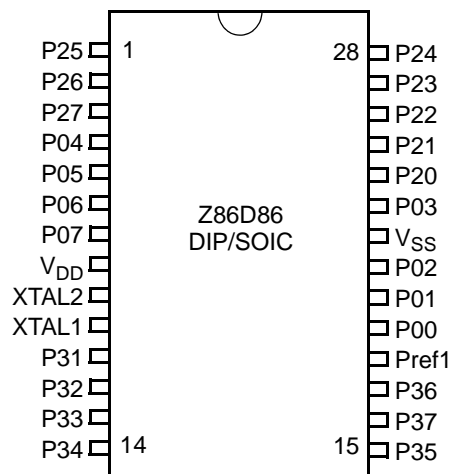 P25 1 28 P24
P26 P23
P27 P22
P04 P21
P05 P20
P06 P03
Z86D86
P07 VSS
DIP/SOIC
VDD P02
XTAL2 P01
XTAL1 P00
P31 Pref1
P32 P36
P33 P37
P34 14 15 P35